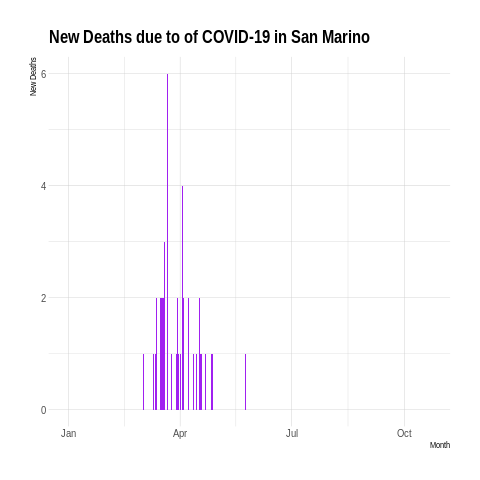 New Deaths due to of COVID-19 in San Marino
New Deaths
6
4
2
0
Jan Apr Jul Oct
Month